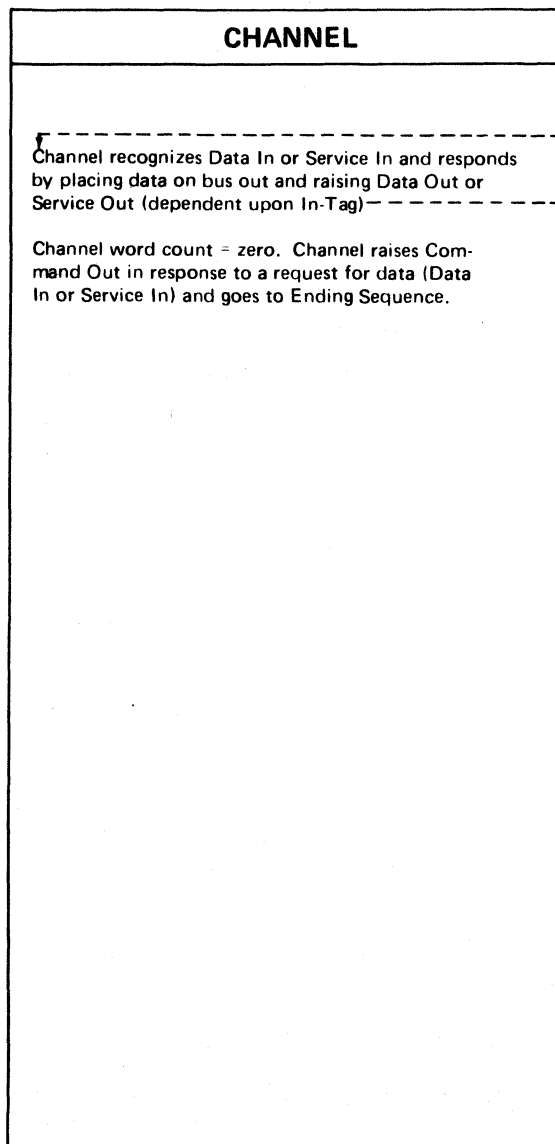 CHANNEL
Channel recognizes Data In or Service In and responds
by placing data on bus out and raising Data Out or
Service Out (dependent upon In-Tag)
Channel word count = zero. Channel raises Com-
mand Out in response to a request for data (Data
In or Service In) and goes to Ending Sequence.